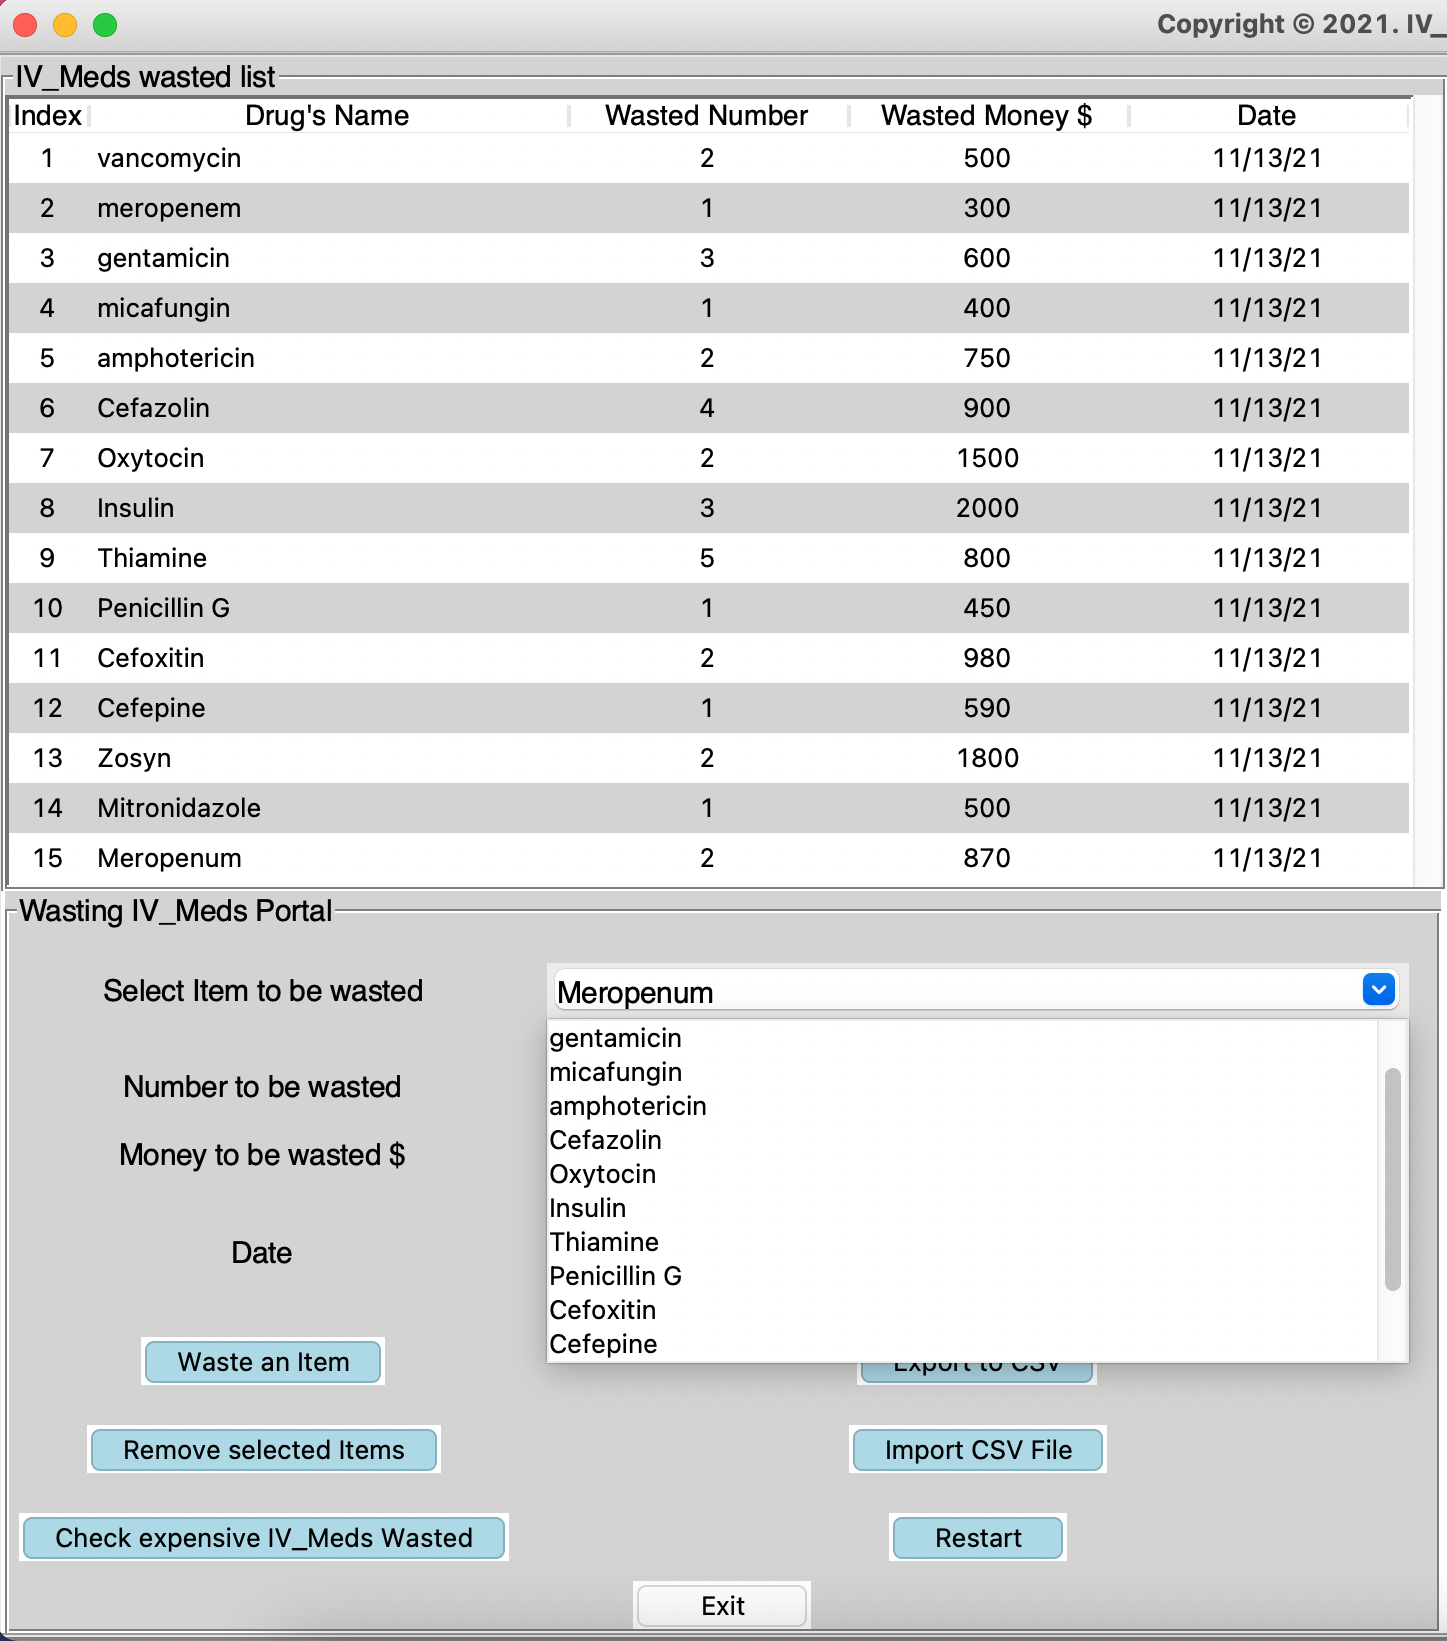 Copyright © 2021. IV_
IV_Meds wasted list
Index Drug's Name Wasted Number Wasted Money $ Date
1 vancomycin 2 500 11/13/21
2 meropenem 1 300 11/13/21
3 gentamicin 3 600 11/13/21
4 micafungin 1 400 11/13/21
5 amphotericin 2 750 11/13/21
6 Cefazolin 4 900 11/13/21
7 Oxytocin 2 1500 11/13/21
8 Insulin 3 2000 11/13/21
9 Thiamine 5 800 11/13/21
10 Penicillin G 1 450 11/13/21
11 Cefoxitin 2 980 11/13/21
12 Cefepine 1 590 11/13/21
13 Zosyn 2 1800 11/13/21
14 Mitronidazole 1 500 11/13/21
15 Meropenum 2 870 11/13/21
Wasting IV_Meds Portal
Select Item to be wasted Meropenum
gentamicin
micafungin
Number to be wasted
amphotericin
Cefazolin
Money to be wasted $
Oxytocin
Insulin
Date
Thiamine
Penicillin G
Cefoxitin
Cefepine
Waste an Item Export to CSV
Remove selected Items Import CSV File
Check expensive IV_Meds Wasted Restart
Exit